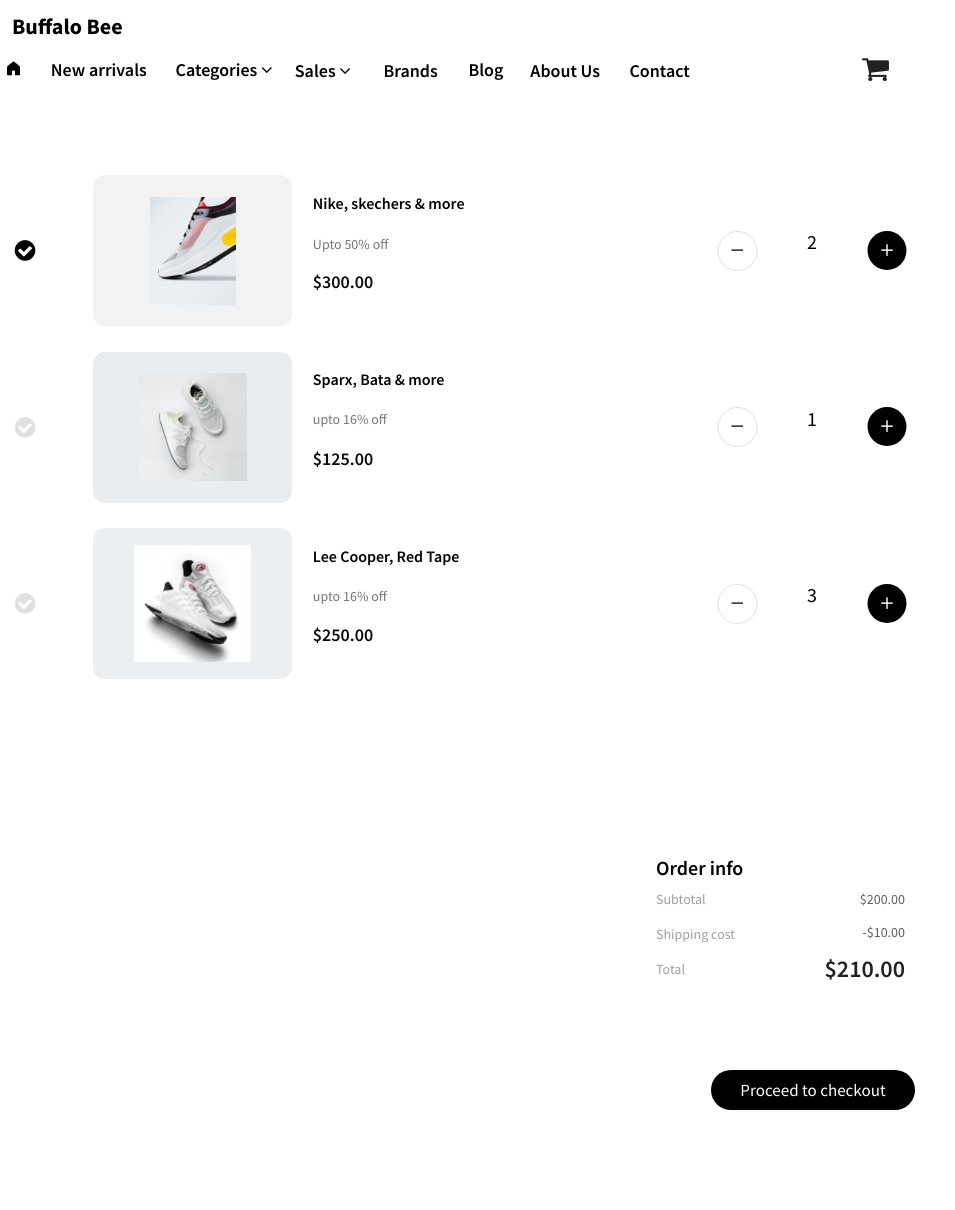 Buffalo Bee
New arrivals Categories Sales Brands Blog About Us Contact
Nike, skechers & more
Upto 50% off
$300.00
2
Sparx, Bata & more
upto 16% off
$125.00
1
Lee Cooper, Red Tape
upto 16% off
$250.00
3
Order info
Subtotal $200.00
Shipping cost -$10.00
Total $210.00
Proceed to checkout